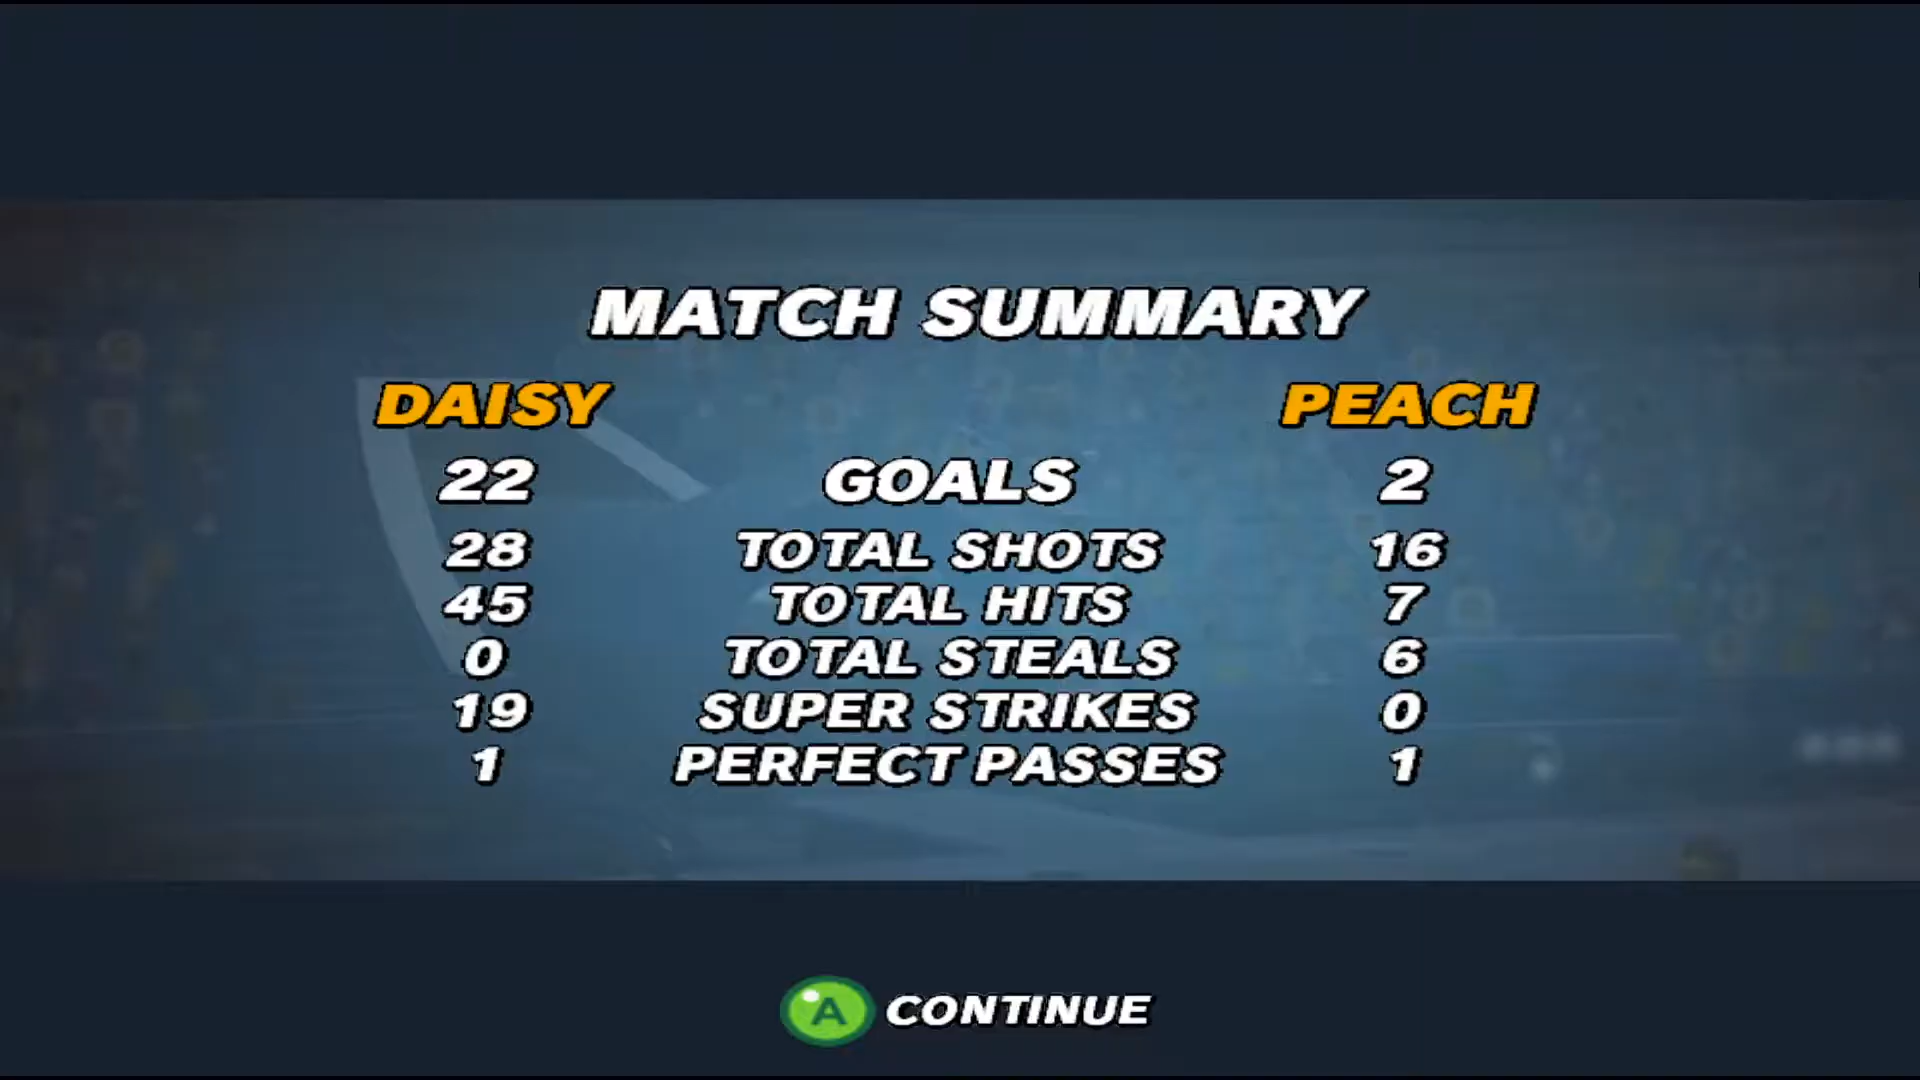 MATCH SUMMARY
DAISY PEACH
22 GOALS 2
28 TOTAL SHOTS 16
45 TOTAL HITS 7
0 TOTAL STEALS 6
19 SUPER STRIKES 0
1 PERFECT PASSES 1
A CONTINUE